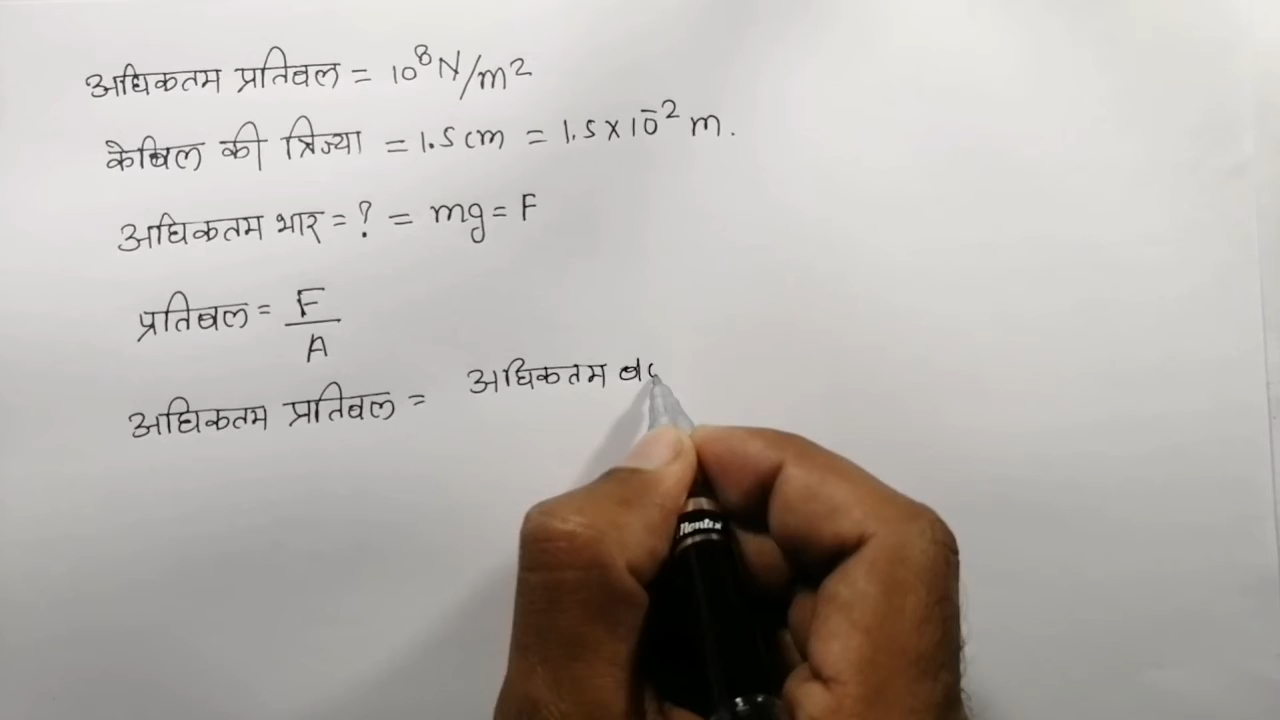 अधिकतम प्रतिबल = 10⁸ N/m²
केबिल की त्रिज्या = 1.5 cm = 1.5 × 10⁻² m.
अधिकतम भार = ? = mg = F
प्रतिबल = F/A
अधिकतम प्रतिबल = अधिकतम